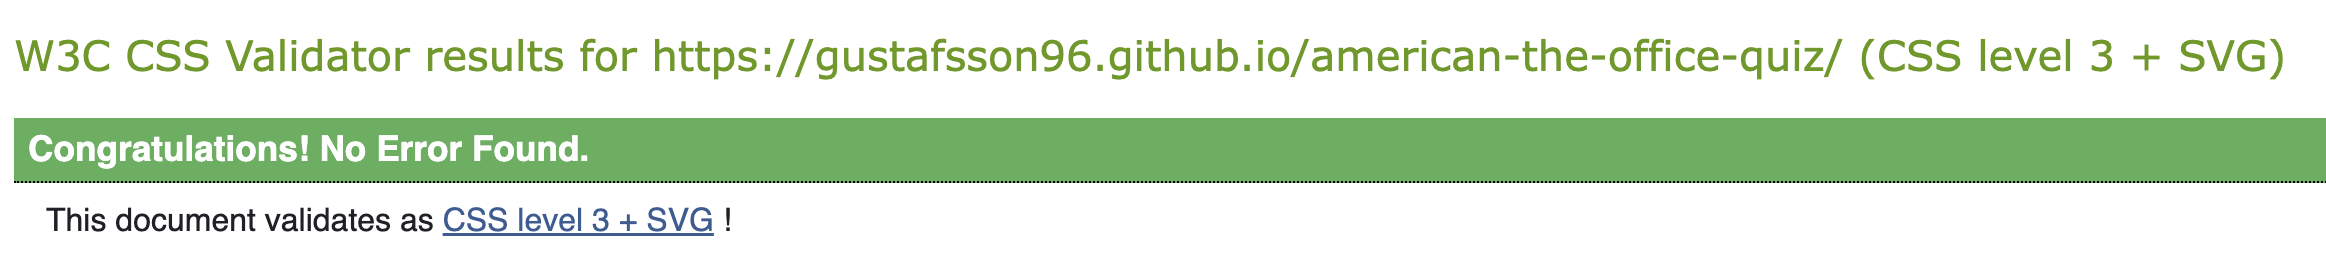 W3C CSS Validator results for https://gustafsson96.github.io/american-the-office-quiz/ (CSS level 3 + SVG)
Congratulations! No Error Found.
This document validates as CSS level 3 + SVG !